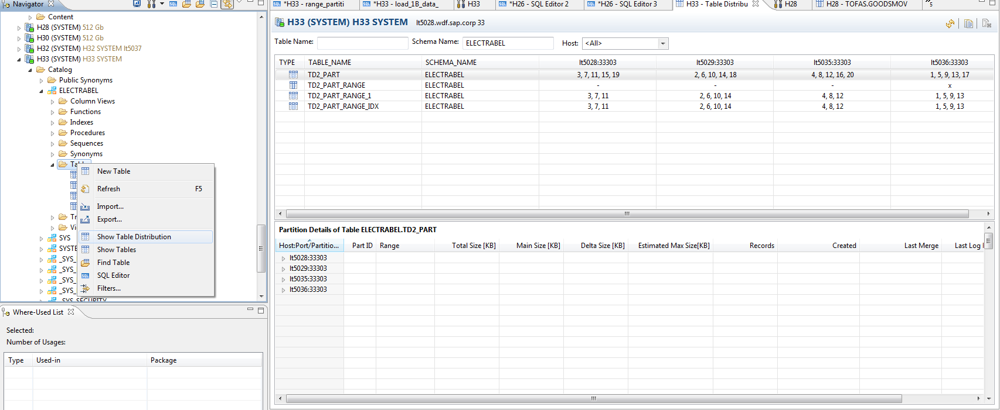 Navigator
Content
H28 (SYSTEM) 512 Gb
H30 (SYSTEM) 512 Gb
H32 (SYSTEM) H32 SYSTEM lt5037
H33 (SYSTEM) H33 SYSTEM
Catalog
Public Synonyms
ELECTRABEL
Column Views
Functions
Indexes
Procedures
Sequences
Synonyms
New Table
Refresh F5
Import...
Export...
Show Table Distribution
Show Tables
Find Table
SQL Editor
Filters...
Tr
Vi
SYS
SYSTE
_SYS_
_SYS_
_SYS_
_SYS_
_SYS_SECURITY
Where-Used List
Selected:
Number of Usages:
Type Used-in Package
*H33 - range_partiti *H33 - load_1B_data_ H33 *H26 - SQL Editor 2 *H26 - SQL Editor 3 H33 - Table Distribu H28 H28 - TOFAS.GOODSMOV »5
H33 (SYSTEM) H33 SYSTEM lt5028.wdf.sap.corp 33
Table Name: Schema Name: ELECTRABEL Host: <All>
TYPE TABLE_NAME SCHEMA_NAME lt5028:33303 lt5029:33303 lt5035:33303 lt5036:33303
TD2_PART ELECTRABEL 3, 7, 11, 15, 19 2, 6, 10, 14, 18 4, 8, 12, 16, 20 1, 5, 9, 13, 17
TD2_PART_RANGE ELECTRABEL - - - x
TD2_PART_RANGE_1 ELECTRABEL 3, 7, 11 2, 6, 10, 14 4, 8, 12 1, 5, 9, 13
TD2_PART_RANGE_IDX ELECTRABEL 3, 7, 11 2, 6, 10, 14 4, 8, 12 1, 5, 9, 13
Partition Details of Table ELECTRABEL.TD2_PART
Host:Port/Partitio... Part ID Range Total Size [KB] Main Size [KB] Delta Size [KB] Estimated Max Size[KB] Records Created Last Merge Last Log
lt5028:33303
lt5029:33303
lt5035:33303
lt5036:33303